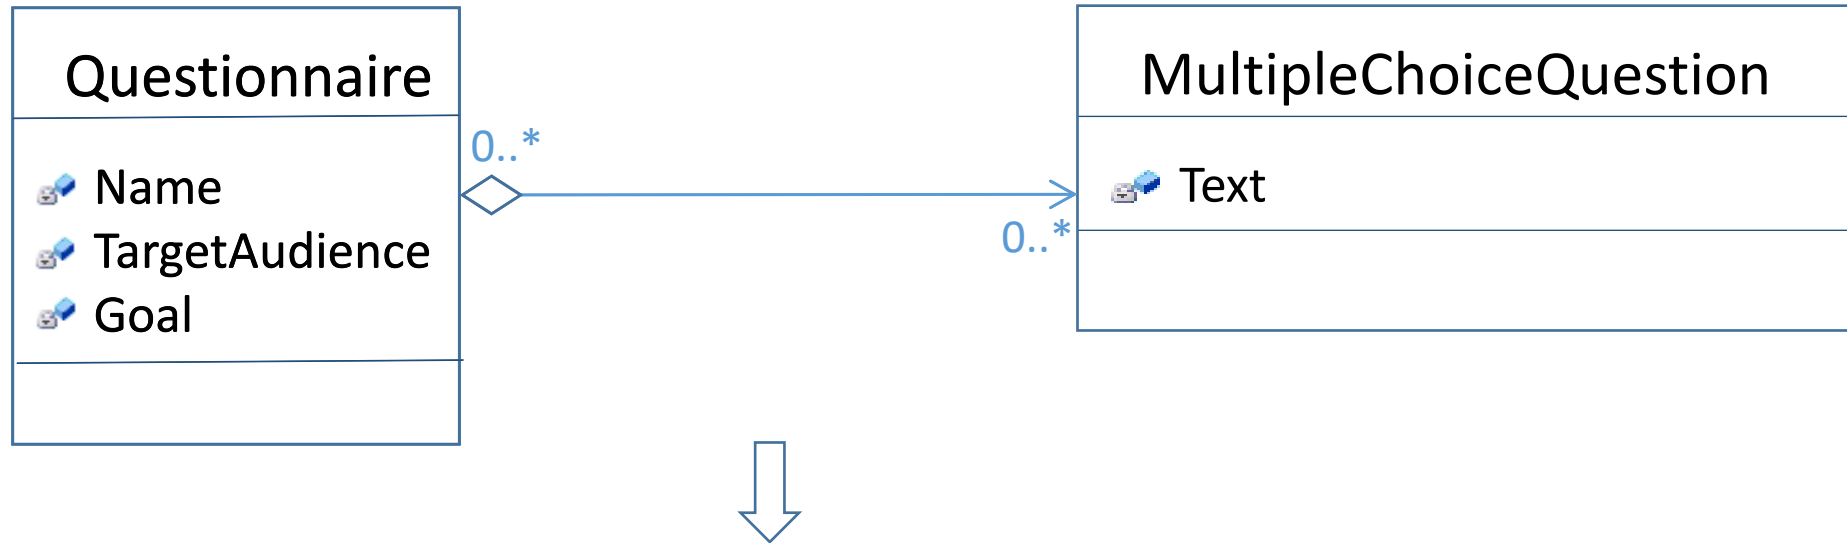 Questionnaire
Name
TargetAudience
Goal
0..*
0..*
MultipleChoiceQuestion
Text